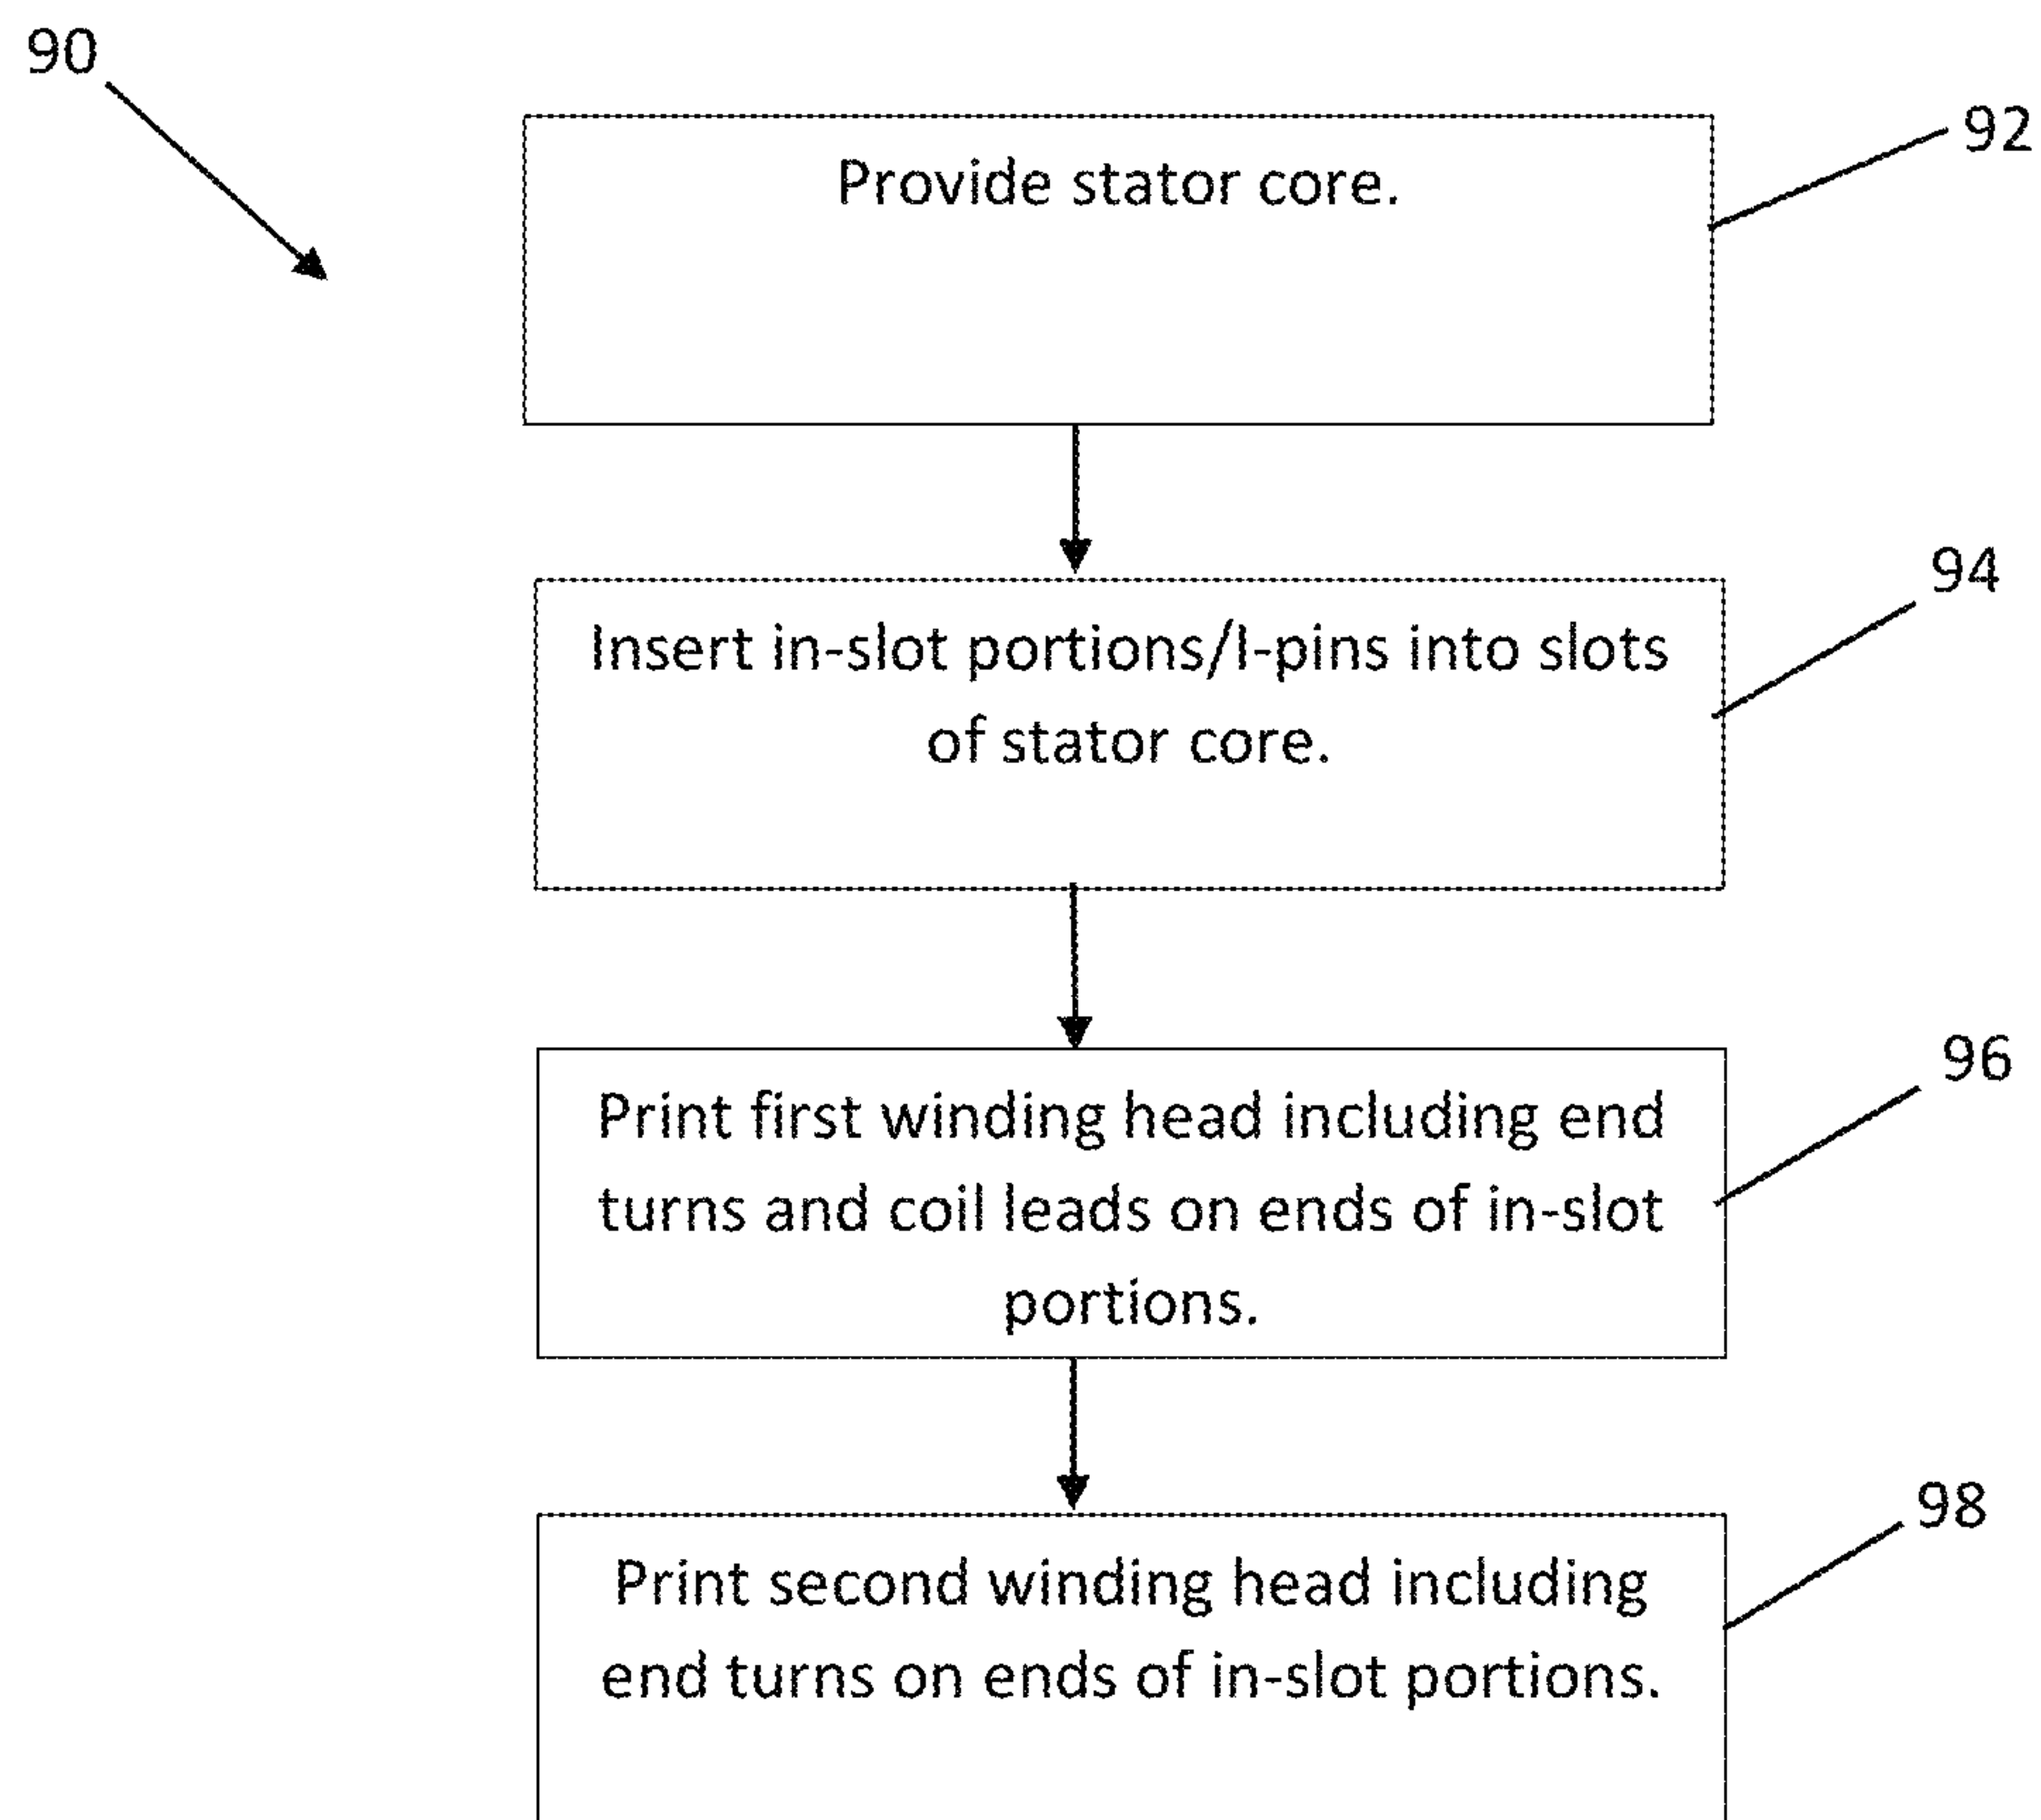 90
92
Provide stator core.
94
Insert in-slot portions/I-pins into slots
of stator core.
96
Print first winding head including end
turns and coil leads on ends of in-slot
portions.
98
Print second winding head including
end turns on ends of in-slot portions.